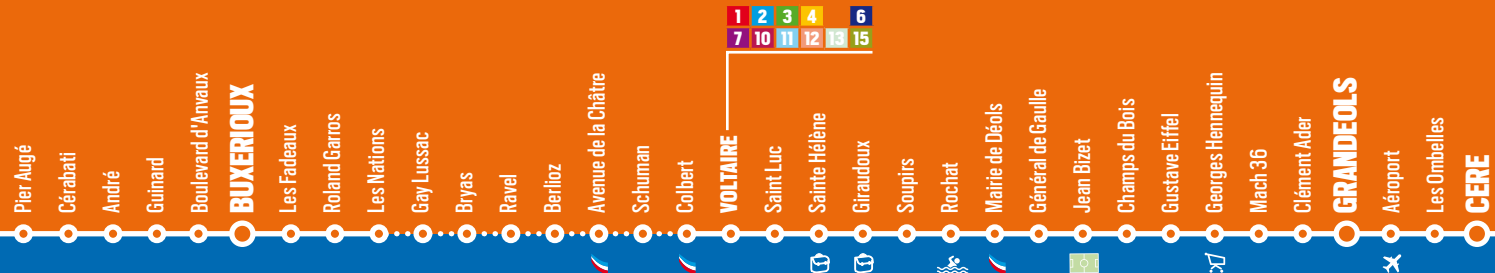 1 2 3 4 6
7 10 11 12 13 15
Pier Augé
Cérabati
André
Guinard
Boulevard d'Anvaux
BUXERIOUX
Les Fadeaux
Roland Garros
Les Nations
Gay Lussac
Bryas
Ravel
Berlioz
Avenue de la Châtre
Schuman
Colbert
VOLTAIRE
Saint Luc
Sainte Hélène
Giraudoux
Soupirs
Rochat
Mairie de Déols
Général de Gaulle
Jean Bizet
Champs du Bois
Gustave Eiffel
Georges Hennequin
Mach 36
Clément Ader
GRANDEOLS
Aéroport
Les Ombelles
CERE